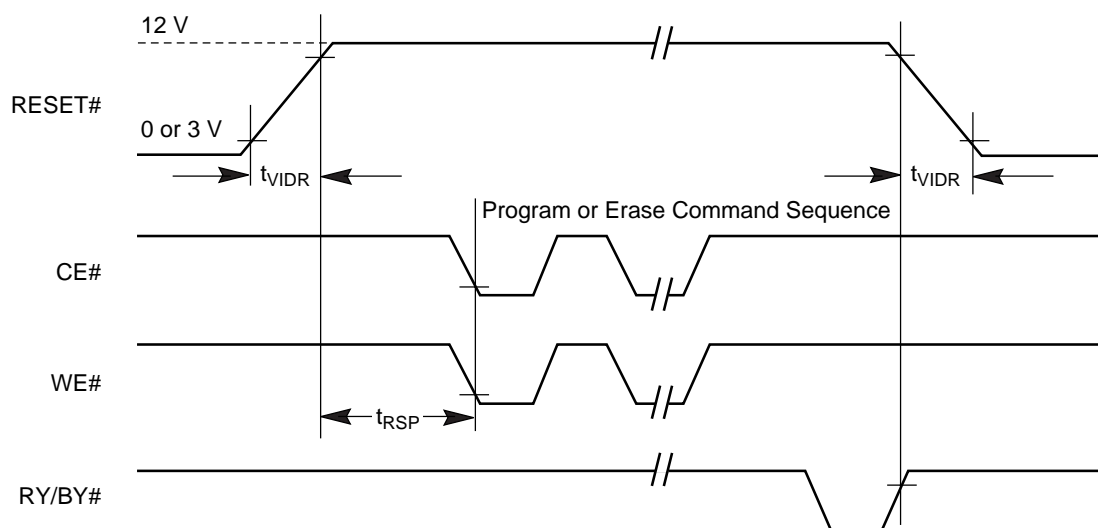 12 V
RESET#
0 or 3 V
tVIDR
tVIDR
Program or Erase Command Sequence
CE#
WE#
tRSP
RY/BY#